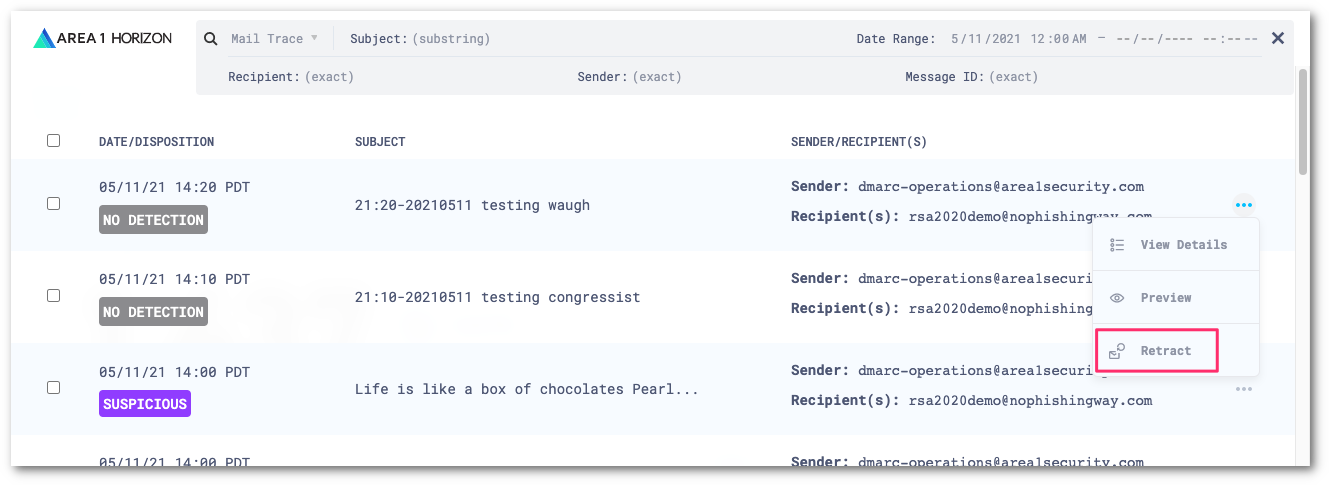 AREA 1 HORIZON
Mail Trace ▼ Subject: (substring) Date Range: 5/11/2021 12:00 AM – --/--/---- --:-- --
Recipient: (exact) Sender: (exact) Message ID: (exact)
DATE/DISPOSITION SUBJECT SENDER/RECIPIENT(S)
05/11/21 14:20 PDT
NO DETECTION
21:20-20210511 testing waugh
Sender: dmarc-operations@area1security.com
Recipient(s): rsa2020demo@nophishingway.com
View Details
Preview
Retract
05/11/21 14:10 PDT
NO DETECTION
21:10-20210511 testing congressist
Sender: dmarc-operations@area1securi
Recipient(s): rsa2020demo@nophishing
05/11/21 14:00 PDT
SUSPICIOUS
Life is like a box of chocolates Pearl...
Sender: dmarc-operations@area1securi
Recipient(s): rsa2020demo@nophishingway.com
05/11/21 14:00 PDT
Sender: dmarc-operations@area1security.com